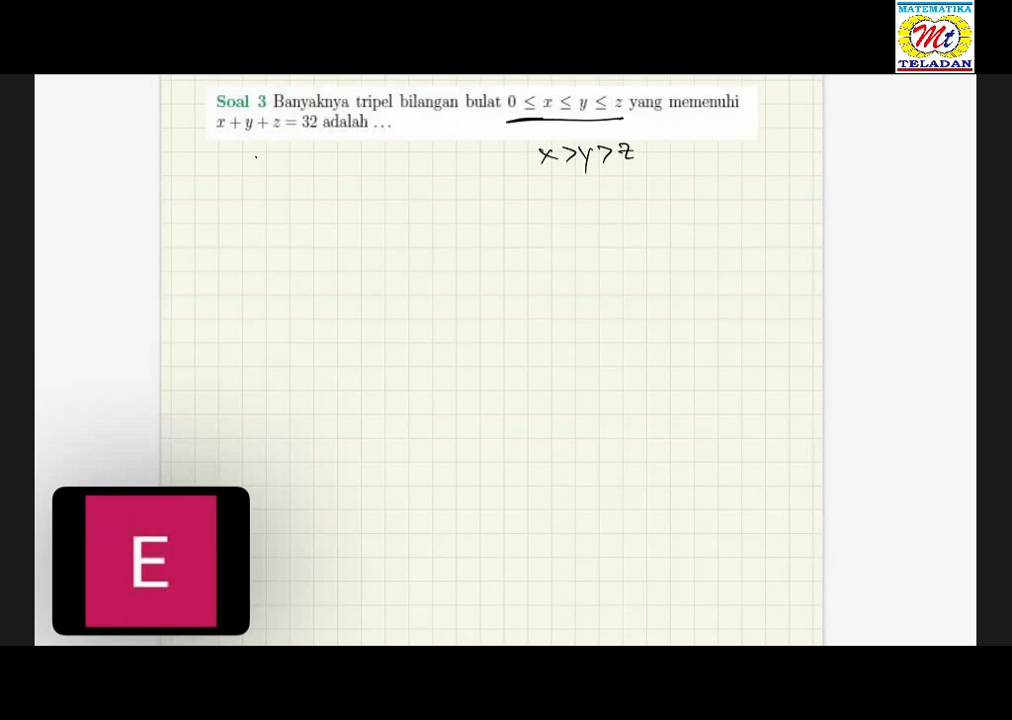 MATEMATIKA
Mt
TELADAN
Soal 3 Banyaknya tripel bilangan bulat 0 ≤ x ≤ y ≤ z yang memenuhi
x + y + z = 32 adalah ...
x > y > z
E